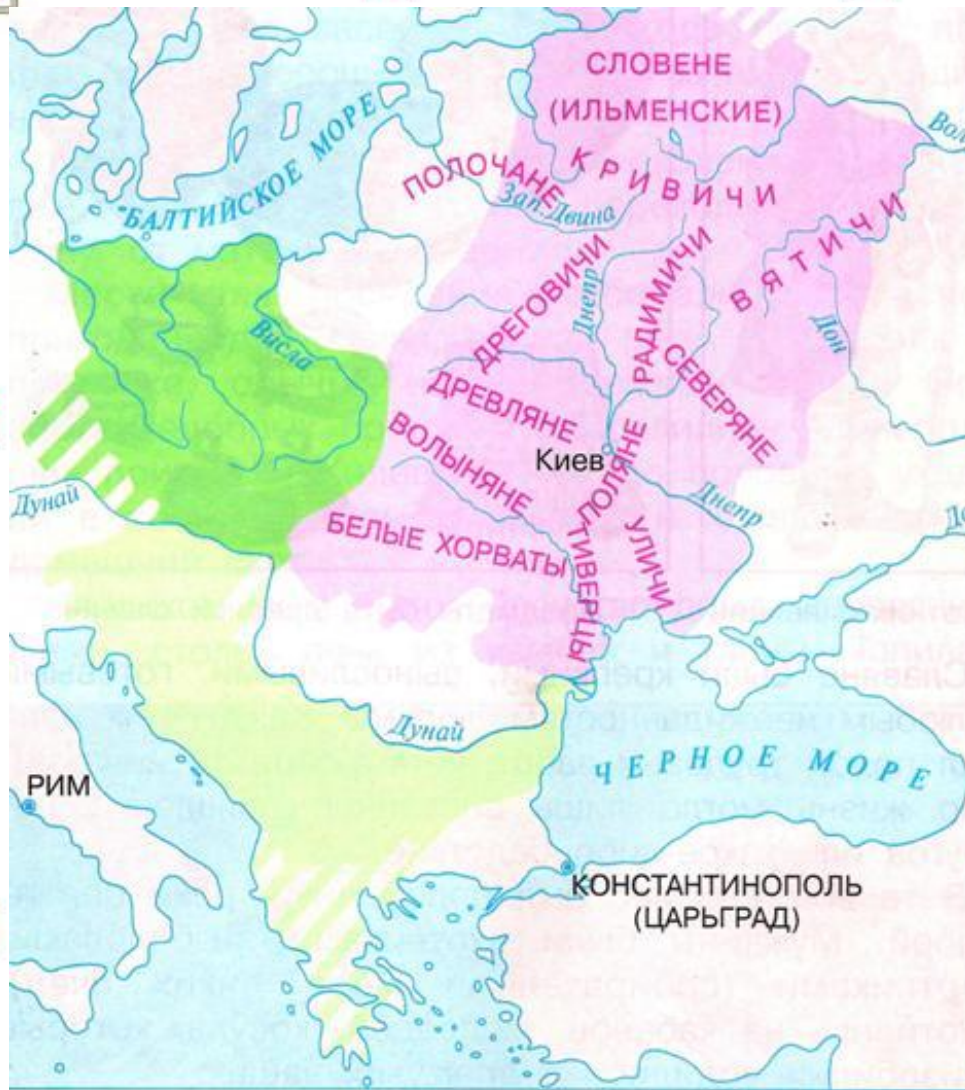 СЛОВЕНЕ
(ИЛЬМЕНСКИЕ)
БАЛТИЙСКОЕ МОРЕ
ПОЛОЧАНЕ
КРИВИЧИ
Зап. Двина
ВЯТИЧИ
ДРЕГОВИЧИ
Днепр
РАДИМИЧИ
Дон
Висла
СЕВЕРЯНЕ
ДРЕВЛЯНЕ
ВОЛЫНЯНЕ
Киев
ПОЛЯНЕ
Дунай
Днепр
БЕЛЫЕ ХОРВАТЫ
ТИВЕРЦЫ
УЛИЧИ
Дунай
ЧЕРНОЕ МОРЕ
РИМ
КОНСТАНТИНОПОЛЬ
(ЦАРЬГРАД)